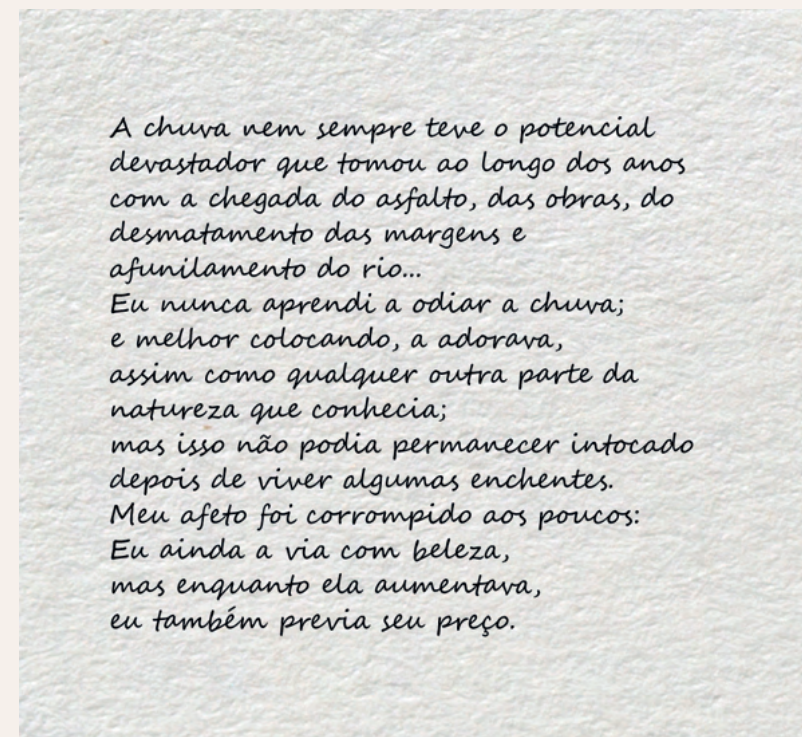 A chuva nem sempre teve o potencial
devastador que tomou ao longo dos anos
com a chegada do asfalto, das obras, do
desmatamento das margens e
afunilamento do rio...
Eu nunca aprendi a odiar a chuva;
e melhor colocando, a adorava,
assim como qualquer outra parte da
natureza que conhecia;
mas isso não podia permanecer intocado
depois de viver algumas enchentes.
Meu afeto foi corrompido aos poucos:
Eu ainda a via com beleza,
mas enquanto ela aumentava,
eu também previa seu preço.